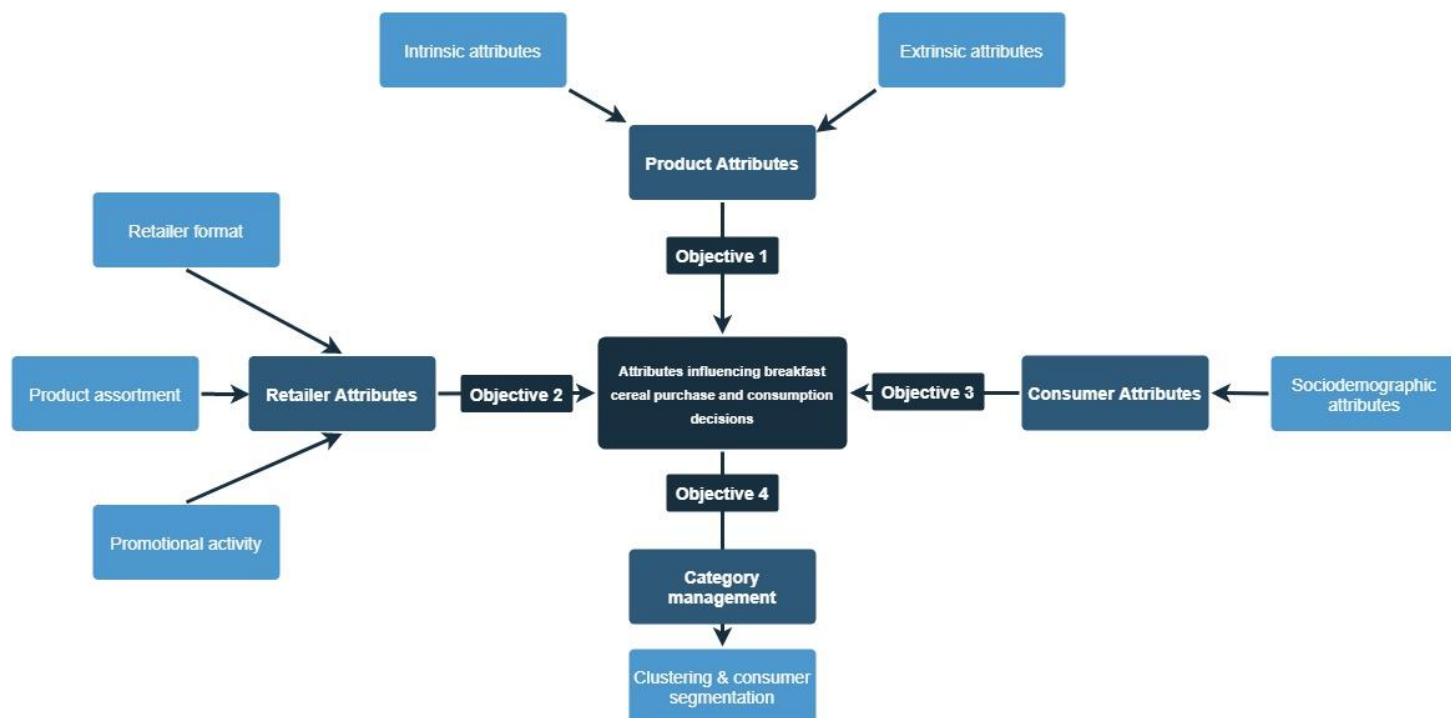 Intrinsic attributes
Extrinsic attributes
Product Attributes
Retailer format
Objective 1
Product assortment
Retailer Attributes
Objective 2
Attributes influencing breakfast
cereal purchase and consumption
decisions
Objective 3
Consumer Attributes
Sociodemographic
attributes
Promotional activity
Objective 4
Category
management
Clustering & consumer
segmentation